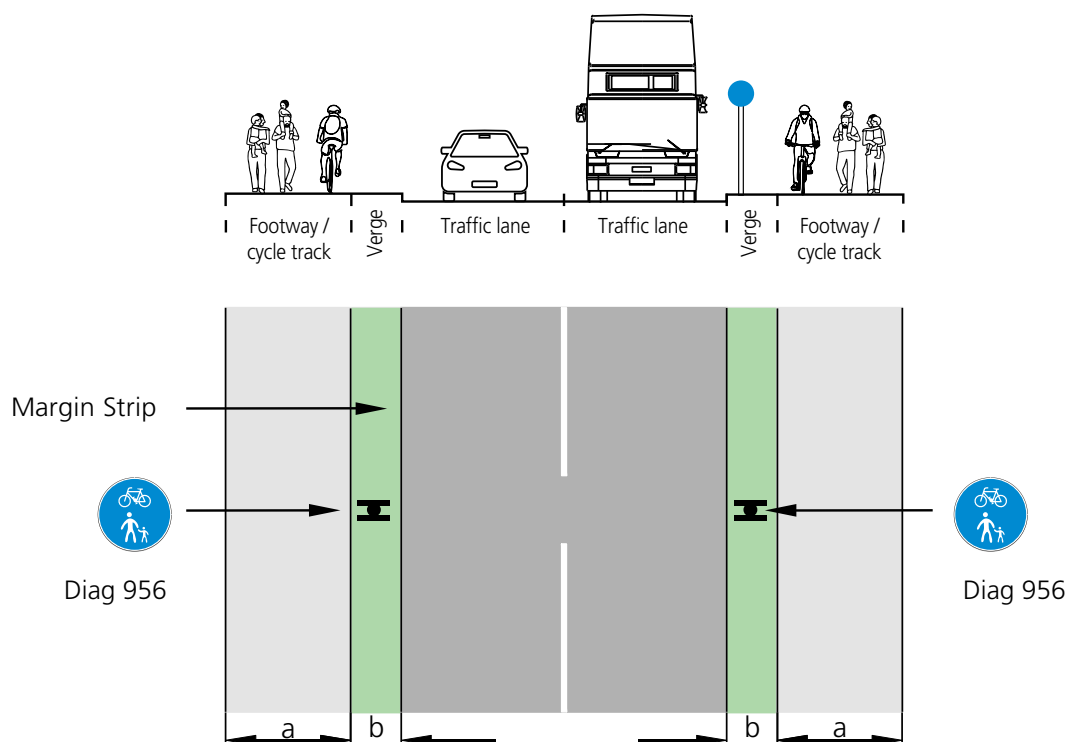 Footway /
cycle track
Verge
Traffic lane
Traffic lane
Verge
Footway /
cycle track
Margin Strip
Diag 956
Diag 956
a
b
b
a